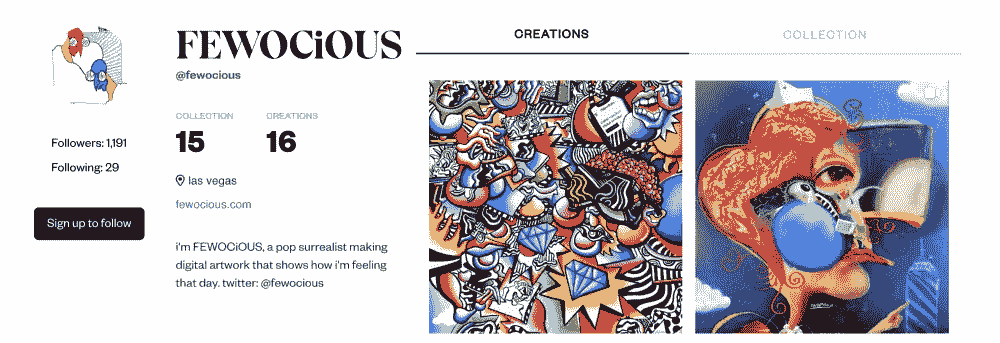 FEWOCiOUS
@fewocious
COLLECTION
CREATIONS
15
16
las vegas
fewocious.com
i'm FEWOCiOUS, a pop surrealist making
digital artwork that shows how i'm feeling
that day. twitter: @fewocious
Followers: 1,191
Following: 29
Sign up to follow
CREATIONS
COLLECTION